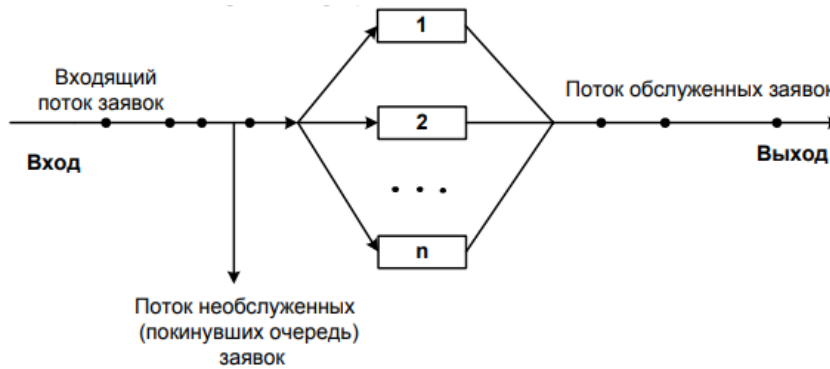 1
Входящий
поток заявок
Поток обслуженных заявок
2
Вход
Выход
. . .
n
Поток необслуженных
(покинувших очередь)
заявок